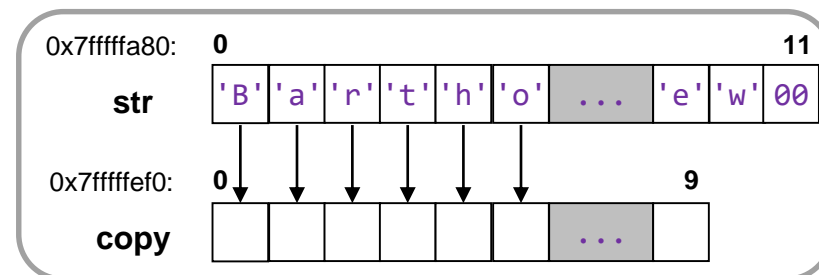 0x7fffffa80: 0 11
str 'B' 'a' 'r' 't' 'h' 'o' ... 'e' 'w' 00
0x7fffffef0: 0 9
copy ...